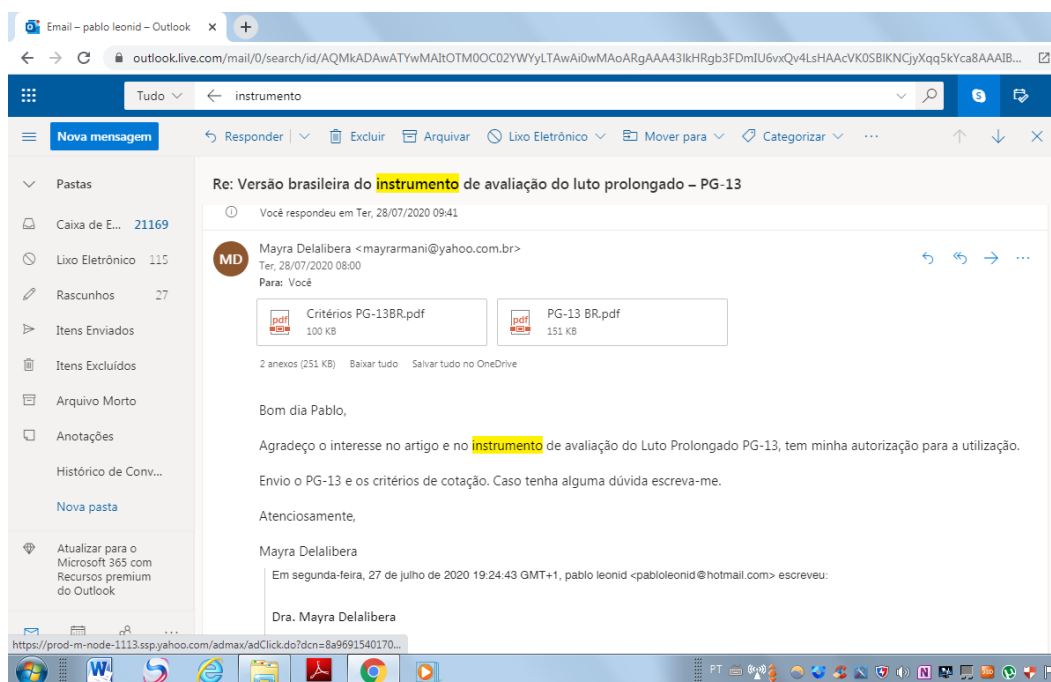 Email – pablo leonid – Outlook
outlook.live.com/mail/0/search/id/AQMkADAwATYwMAItOTM0OC02YWYyLTAwAi0wMAoARgAAA43IkHRgb3FDmIU6vxQv4LsHAAcVK0SBlKNCjyXqq5kYca8AAAIB...
Tudo
instrumento
Nova mensagem
Responder Excluir Arquivar Lixo Eletrônico Mover para Categorizar ...
Pastas
Re: Versão brasileira do instrumento de avaliação do luto prolongado – PG-13
Você respondeu em Ter, 28/07/2020 09:41
Caixa de E... 21169
Lixo Eletrônico 115
Rascunhos 27
Itens Enviados
Itens Excluídos
Arquivo Morto
Anotações
Histórico de Conv...
Nova pasta
Atualizar para o
Microsoft 365 com
Recursos premium
do Outlook
MD
Mayra Delalibera <mayrarmani@yahoo.com.br>
Ter, 28/07/2020 08:00
Para: Você
pdf Critérios PG-13BR.pdf
100 KB
pdf PG-13 BR.pdf
151 KB
2 anexos (251 KB) Baixar tudo Salvar tudo no OneDrive
Bom dia Pablo,
Agradeço o interesse no artigo e no instrumento de avaliação do Luto Prolongado PG-13, tem minha autorização para a utilização.
Envio o PG-13 e os critérios de cotação. Caso tenha alguma dúvida escreva-me.
Atenciosamente,
Mayra Delalibera
Em segunda-feira, 27 de julho de 2020 19:24:43 GMT+1, pablo leonid <pabloleonid@hotmail.com> escreveu:
Dra. Mayra Delalibera
https://prod-m-node-1113.ssp.yahoo.com/admax/adClick.do?dcn=8a9691540170...
PT